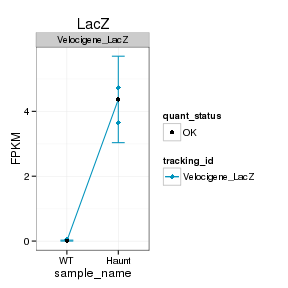 LacZ
Velocigene_LacZ
FPKM
4
2
0
WT Haunt
sample_name
quant_status
OK
tracking_id
Velocigene_LacZ